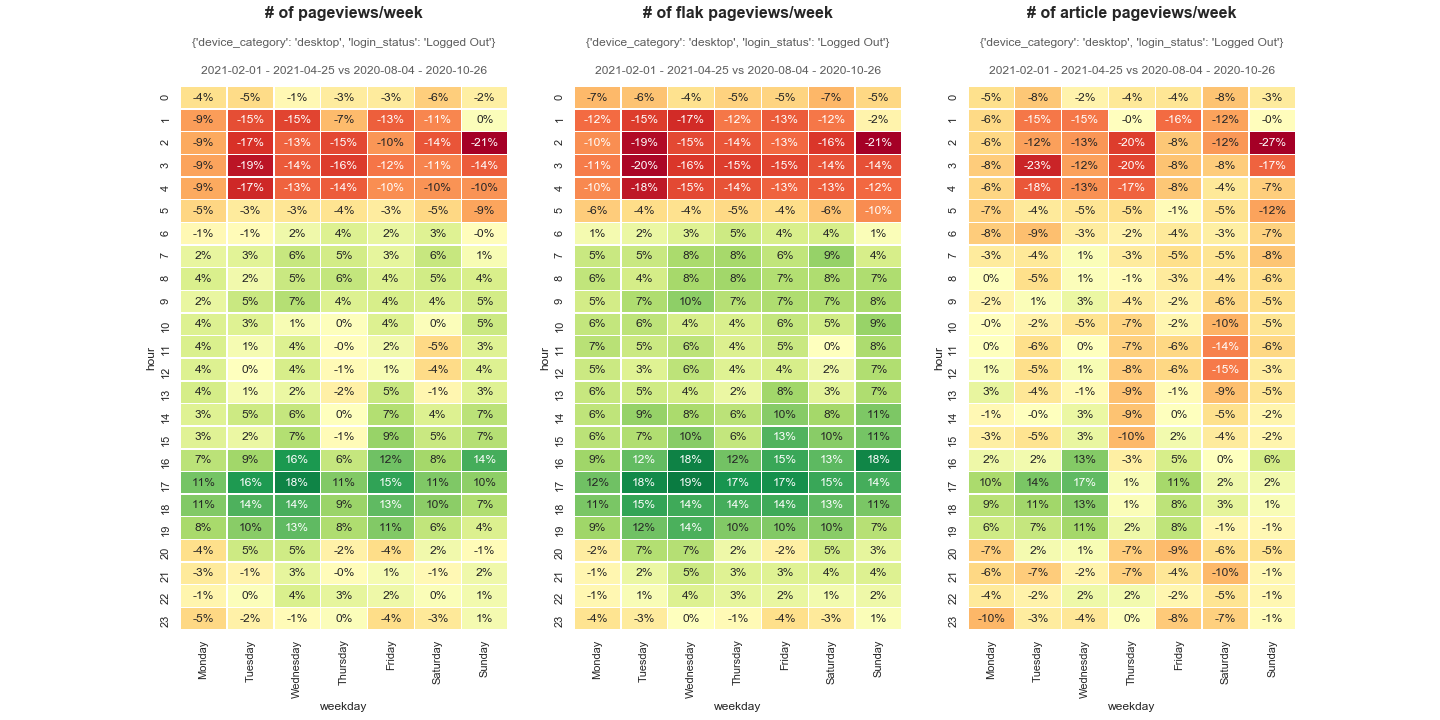 # of pageviews/week
{'device_category': 'desktop', 'login_status': 'Logged Out'}
2021-02-01 - 2021-04-25 vs 2020-08-04 - 2020-10-26
0 -4% -5% -1% -3% -3% -6% -2%
1 -9% -15% -15% -7% -13% -11% 0%
2 -9% -17% -13% -15% -10% -14% -21%
3 -9% -19% -14% -16% -12% -11% -14%
4 -9% -17% -13% -14% -10% -10% -10%
5 -5% -3% -3% -4% -3% -5% -9%
6 -1% -1% 2% 4% 2% 3% -0%
7 2% 3% 6% 5% 3% 6% 1%
8 4% 2% 5% 6% 4% 5% 4%
9 2% 5% 7% 4% 4% 4% 5%
10 4% 3% 1% 0% 4% 0% 5%
11 4% 1% 4% -0% 2% -5% 3%
12 4% 0% 4% -1% 1% -4% 4%
13 4% 1% 2% -2% 5% -1% 3%
14 3% 5% 6% 0% 7% 4% 7%
15 3% 2% 7% -1% 9% 5% 7%
16 7% 9% 16% 6% 12% 8% 14%
17 11% 16% 18% 11% 15% 11% 10%
18 11% 14% 14% 9% 13% 10% 7%
19 8% 10% 13% 8% 11% 6% 4%
20 -4% 5% 5% -2% -4% 2% -1%
21 -3% -1% 3% -0% 1% -1% 2%
22 -1% 0% 4% 3% 2% 0% 1%
23 -5% -2% -1% 0% -4% -3% 1%
hour
Monday Tuesday Wednesday Thursday Friday Saturday Sunday
weekday
# of flak pageviews/week
{'device_category': 'desktop', 'login_status': 'Logged Out'}
2021-02-01 - 2021-04-25 vs 2020-08-04 - 2020-10-26
0 -7% -6% -4% -5% -5% -7% -5%
1 -12% -15% -17% -12% -13% -12% -2%
2 -10% -19% -15% -14% -13% -16% -21%
3 -11% -20% -16% -15% -15% -14% -14%
4 -10% -18% -15% -14% -13% -13% -12%
5 -6% -4% -4% -5% -4% -6% -10%
6 1% 2% 3% 5% 4% 4% 1%
7 5% 5% 8% 8% 6% 9% 4%
8 6% 4% 8% 8% 7% 8% 7%
9 5% 7% 10% 7% 7% 7% 8%
10 6% 6% 4% 4% 6% 5% 9%
11 7% 6% 6% 4% 5% 0% 8%
12 5% 3% 6% 4% 4% 2% 7%
13 6% 5% 4% 2% 8% 3% 7%
14 6% 9% 8% 6% 10% 8% 11%
15 6% 7% 10% 6% 13% 10% 11%
16 9% 12% 18% 12% 15% 13% 18%
17 12% 18% 19% 17% 17% 15% 14%
18 11% 15% 14% 14% 14% 13% 11%
19 9% 12% 14% 10% 10% 10% 7%
20 -2% 7% 7% 2% -2% 5% 3%
21 -1% 2% 5% 3% 3% 4% 4%
22 -1% 1% 4% 3% 2% 1% 2%
23 -4% -3% 0% -1% -4% -3% 1%
hour
Monday Tuesday Wednesday Thursday Friday Saturday Sunday
weekday
# of article pageviews/week
{'device_category': 'desktop', 'login_status': 'Logged Out'}
2021-02-01 - 2021-04-25 vs 2020-08-04 - 2020-10-26
0 -5% -8% -2% -4% -4% -8% -3%
1 -6% -15% -15% -0% -16% -12% -0%
2 -6% -12% -13% -20% -8% -12% -27%
3 -8% -23% -12% -20% -8% -8% -17%
4 -6% -18% -13% -17% -8% -4% -7%
5 -7% -4% -5% -5% -1% -5% -12%
6 -8% -9% -3% -2% -4% -3% -7%
7 -3% -4% 1% -3% -5% -5% -8%
8 0% -5% 1% -1% -3% -4% -6%
9 -2% 1% 3% -4% -2% -6% -5%
10 -0% -2% -5% -7% -2% -10% -5%
11 0% -6% 0% -7% -6% -14% -6%
12 1% -5% 1% -8% -6% -15% -3%
13 3% -4% -1% -9% -1% -9% -5%
14 -1% -0% 3% -9% 0% -5% -2%
15 -3% -5% 3% -10% 2% -4% -2%
16 2% 2% 13% -3% 5% 0% 6%
17 10% 14% 17% 1% 11% 2% 2%
18 9% 11% 13% 1% 8% 3% 1%
19 6% 7% 11% 2% 8% -1% -1%
20 -7% 2% 1% -7% -9% -6% -5%
21 -6% -7% -2% -7% -4% -10% -1%
22 -4% -2% 2% 2% -2% -5% -1%
23 -10% -3% -4% 0% -8% -7% -1%
hour
Monday Tuesday Wednesday Thursday Friday Saturday Sunday
weekday